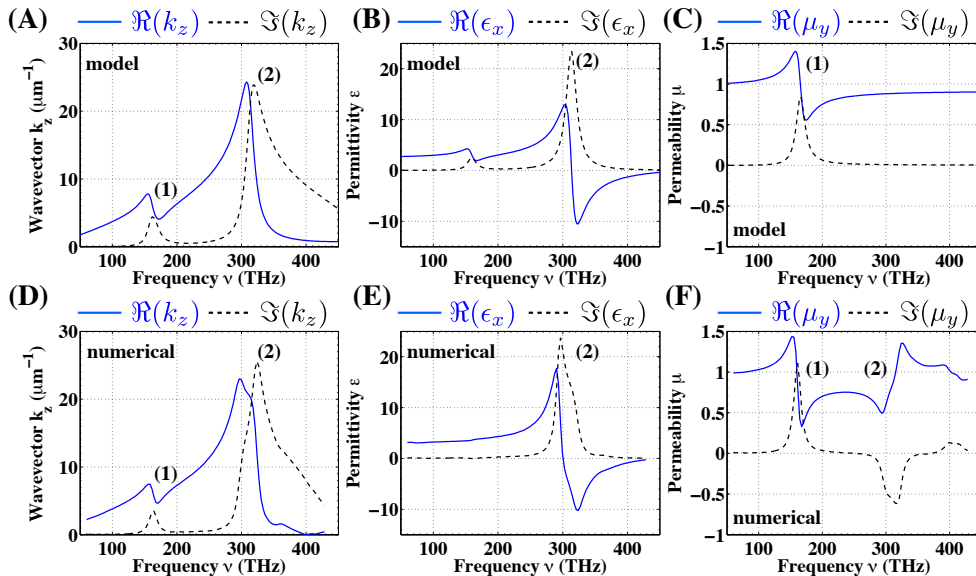 (A) ℜ(k_z) ℑ(k_z)
Wavevector k_z (μm⁻¹)
30
20
10
0
model
(1)
(2)
100 200 300 400
Frequency ν (THz)
(B) ℜ(ϵ_x) ℑ(ϵ_x)
Permittivity ε
20
10
0
−10
model
(2)
100 200 300 400
Frequency ν (THz)
(C) ℜ(μ_y) ℑ(μ_y)
Permeability μ
1.5
1
0.5
0
−0.5
−1
(1)
model
100 200 300 400
Frequency ν (THz)
(D) ℜ(k_z) ℑ(k_z)
Wavevector k_z (μm⁻¹)
30
20
10
0
numerical
(1)
(2)
100 200 300 400
Frequency ν (THz)
(E) ℜ(ϵ_x) ℑ(ϵ_x)
Permittivity ε
20
10
0
−10
numerical
(2)
100 200 300 400
Frequency ν (THz)
(F) ℜ(μ_y) ℑ(μ_y)
Permeability μ
1.5
1
0.5
0
−0.5
−1
(1)
(2)
numerical
100 200 300 400
Frequency ν (THz)